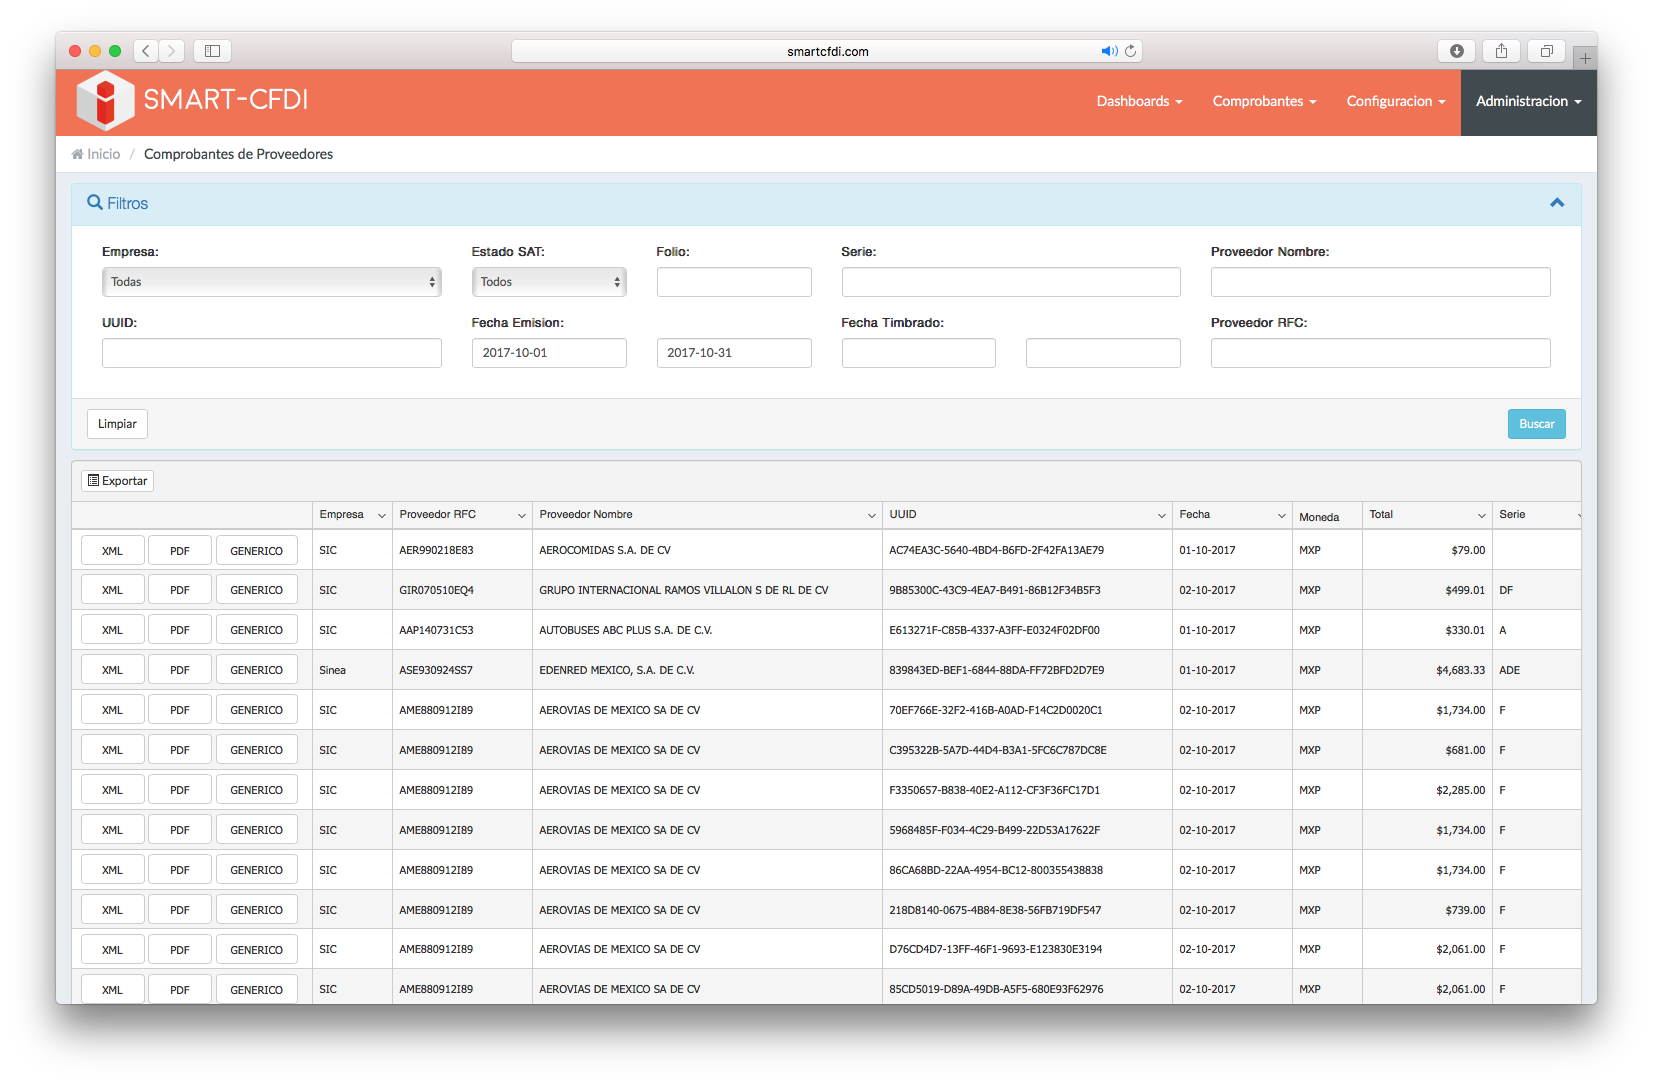 smartcfdi.com
SMART-CFDI
Dashboards Comprobantes Configuracion Administracion
Inicio / Comprobantes de Proveedores
Filtros
Empresa: Estado SAT: Folio: Serie: Proveedor Nombre:
Todas Todos
UUID: Fecha Emision: Fecha Timbrado: Proveedor RFC:
2017-10-01 2017-10-31
Limpiar Buscar
Exportar
Empresa Proveedor RFC Proveedor Nombre UUID Fecha Moneda Total Serie
XML PDF GENERICO SIC AER990218E83 AEROCOMIDAS S.A. DE CV AC74EA3C-5640-4BD4-B6FD-2F42FA13AE79 01-10-2017 MXP $79.00
XML PDF GENERICO SIC GIR070510EQ4 GRUPO INTERNACIONAL RAMOS VILLALON S DE RL DE CV 9B85300C-43C9-4EA7-B491-86B12F34B5F3 02-10-2017 MXP $499.01 DF
XML PDF GENERICO SIC AAP140731C53 AUTOBUSES ABC PLUS S.A. DE C.V. E613271F-C85B-4337-A3FF-E0324F02DF00 01-10-2017 MXP $330.01 A
XML PDF GENERICO Sinea ASE930924SS7 EDENRED MEXICO, S.A. DE C.V. 839843ED-BEF1-6844-88DA-FF72BFD2D7E9 01-10-2017 MXP $4,683.33 ADE
XML PDF GENERICO SIC AME880912I89 AEROVIAS DE MEXICO SA DE CV 70EF766E-32F2-416B-A0AD-F14C2D0020C1 02-10-2017 MXP $1,734.00 F
XML PDF GENERICO SIC AME880912I89 AEROVIAS DE MEXICO SA DE CV C395322B-5A7D-44D4-B3A1-5FC6C787DC8E 02-10-2017 MXP $681.00 F
XML PDF GENERICO SIC AME880912I89 AEROVIAS DE MEXICO SA DE CV F3350657-B838-40E2-A112-CF3F36FC17D1 02-10-2017 MXP $2,285.00 F
XML PDF GENERICO SIC AME880912I89 AEROVIAS DE MEXICO SA DE CV 5968485F-F034-4C29-B499-22D53A17622F 02-10-2017 MXP $1,734.00 F
XML PDF GENERICO SIC AME880912I89 AEROVIAS DE MEXICO SA DE CV 86CA68BD-22AA-4954-BC12-800355438838 02-10-2017 MXP $1,734.00 F
XML PDF GENERICO SIC AME880912I89 AEROVIAS DE MEXICO SA DE CV 218D8140-0675-4B84-8E38-56FB719DF547 02-10-2017 MXP $739.00 F
XML PDF GENERICO SIC AME880912I89 AEROVIAS DE MEXICO SA DE CV D76CD4D7-13FF-46F1-9693-E123830E3194 02-10-2017 MXP $2,061.00 F
XML PDF GENERICO SIC AME880912I89 AEROVIAS DE MEXICO SA DE CV 85CD5019-D89A-49DB-A5F5-680E93F62976 02-10-2017 MXP $2,061.00 F